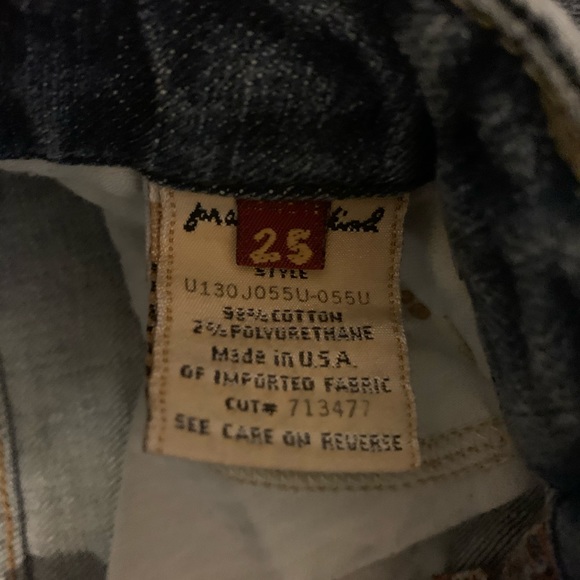 for a
kind
25
STYLE
U130J055U-055U
98% COTTON
2% POLYURETHANE
Made in U.S.A.
OF IMPORTED FABRIC
CUT# 713477
SEE CARE ON REVERSE